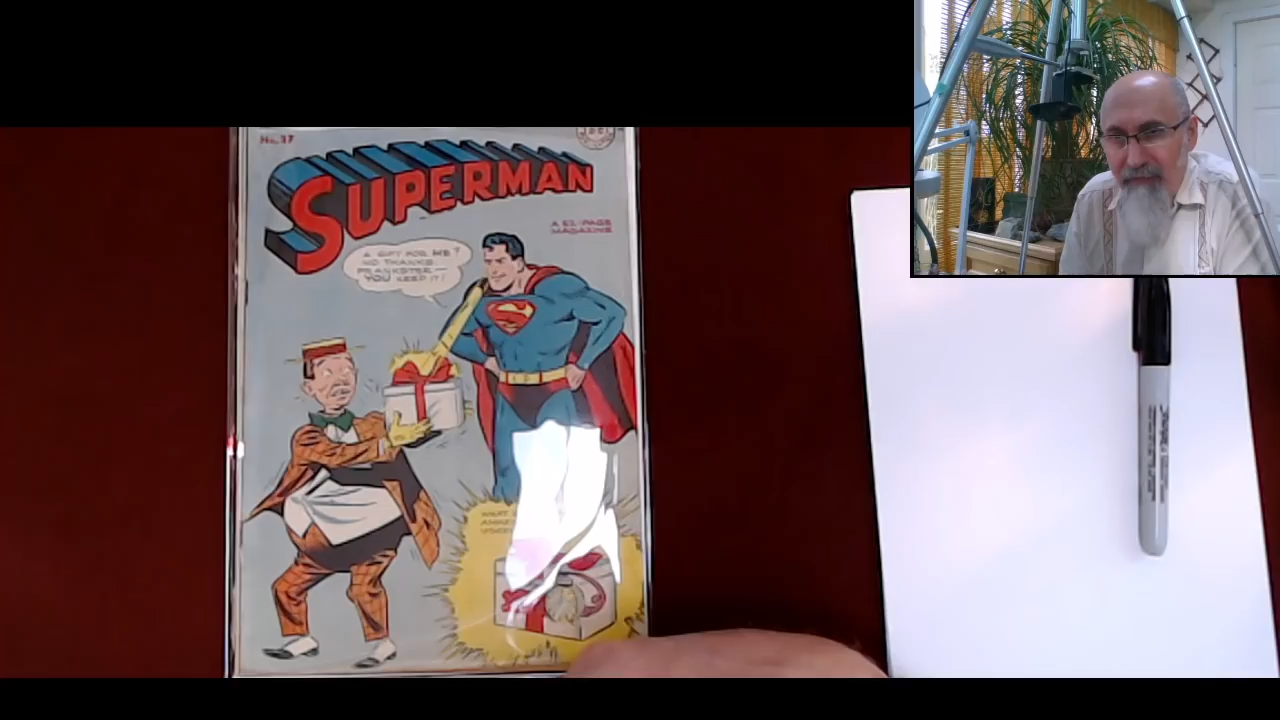 No. 37
SUPERMAN
A 52-PAGE
MAGAZINE
A GIFT FOR ME?
NO THANKS,
PRANKSTER—
YOU KEEP IT!